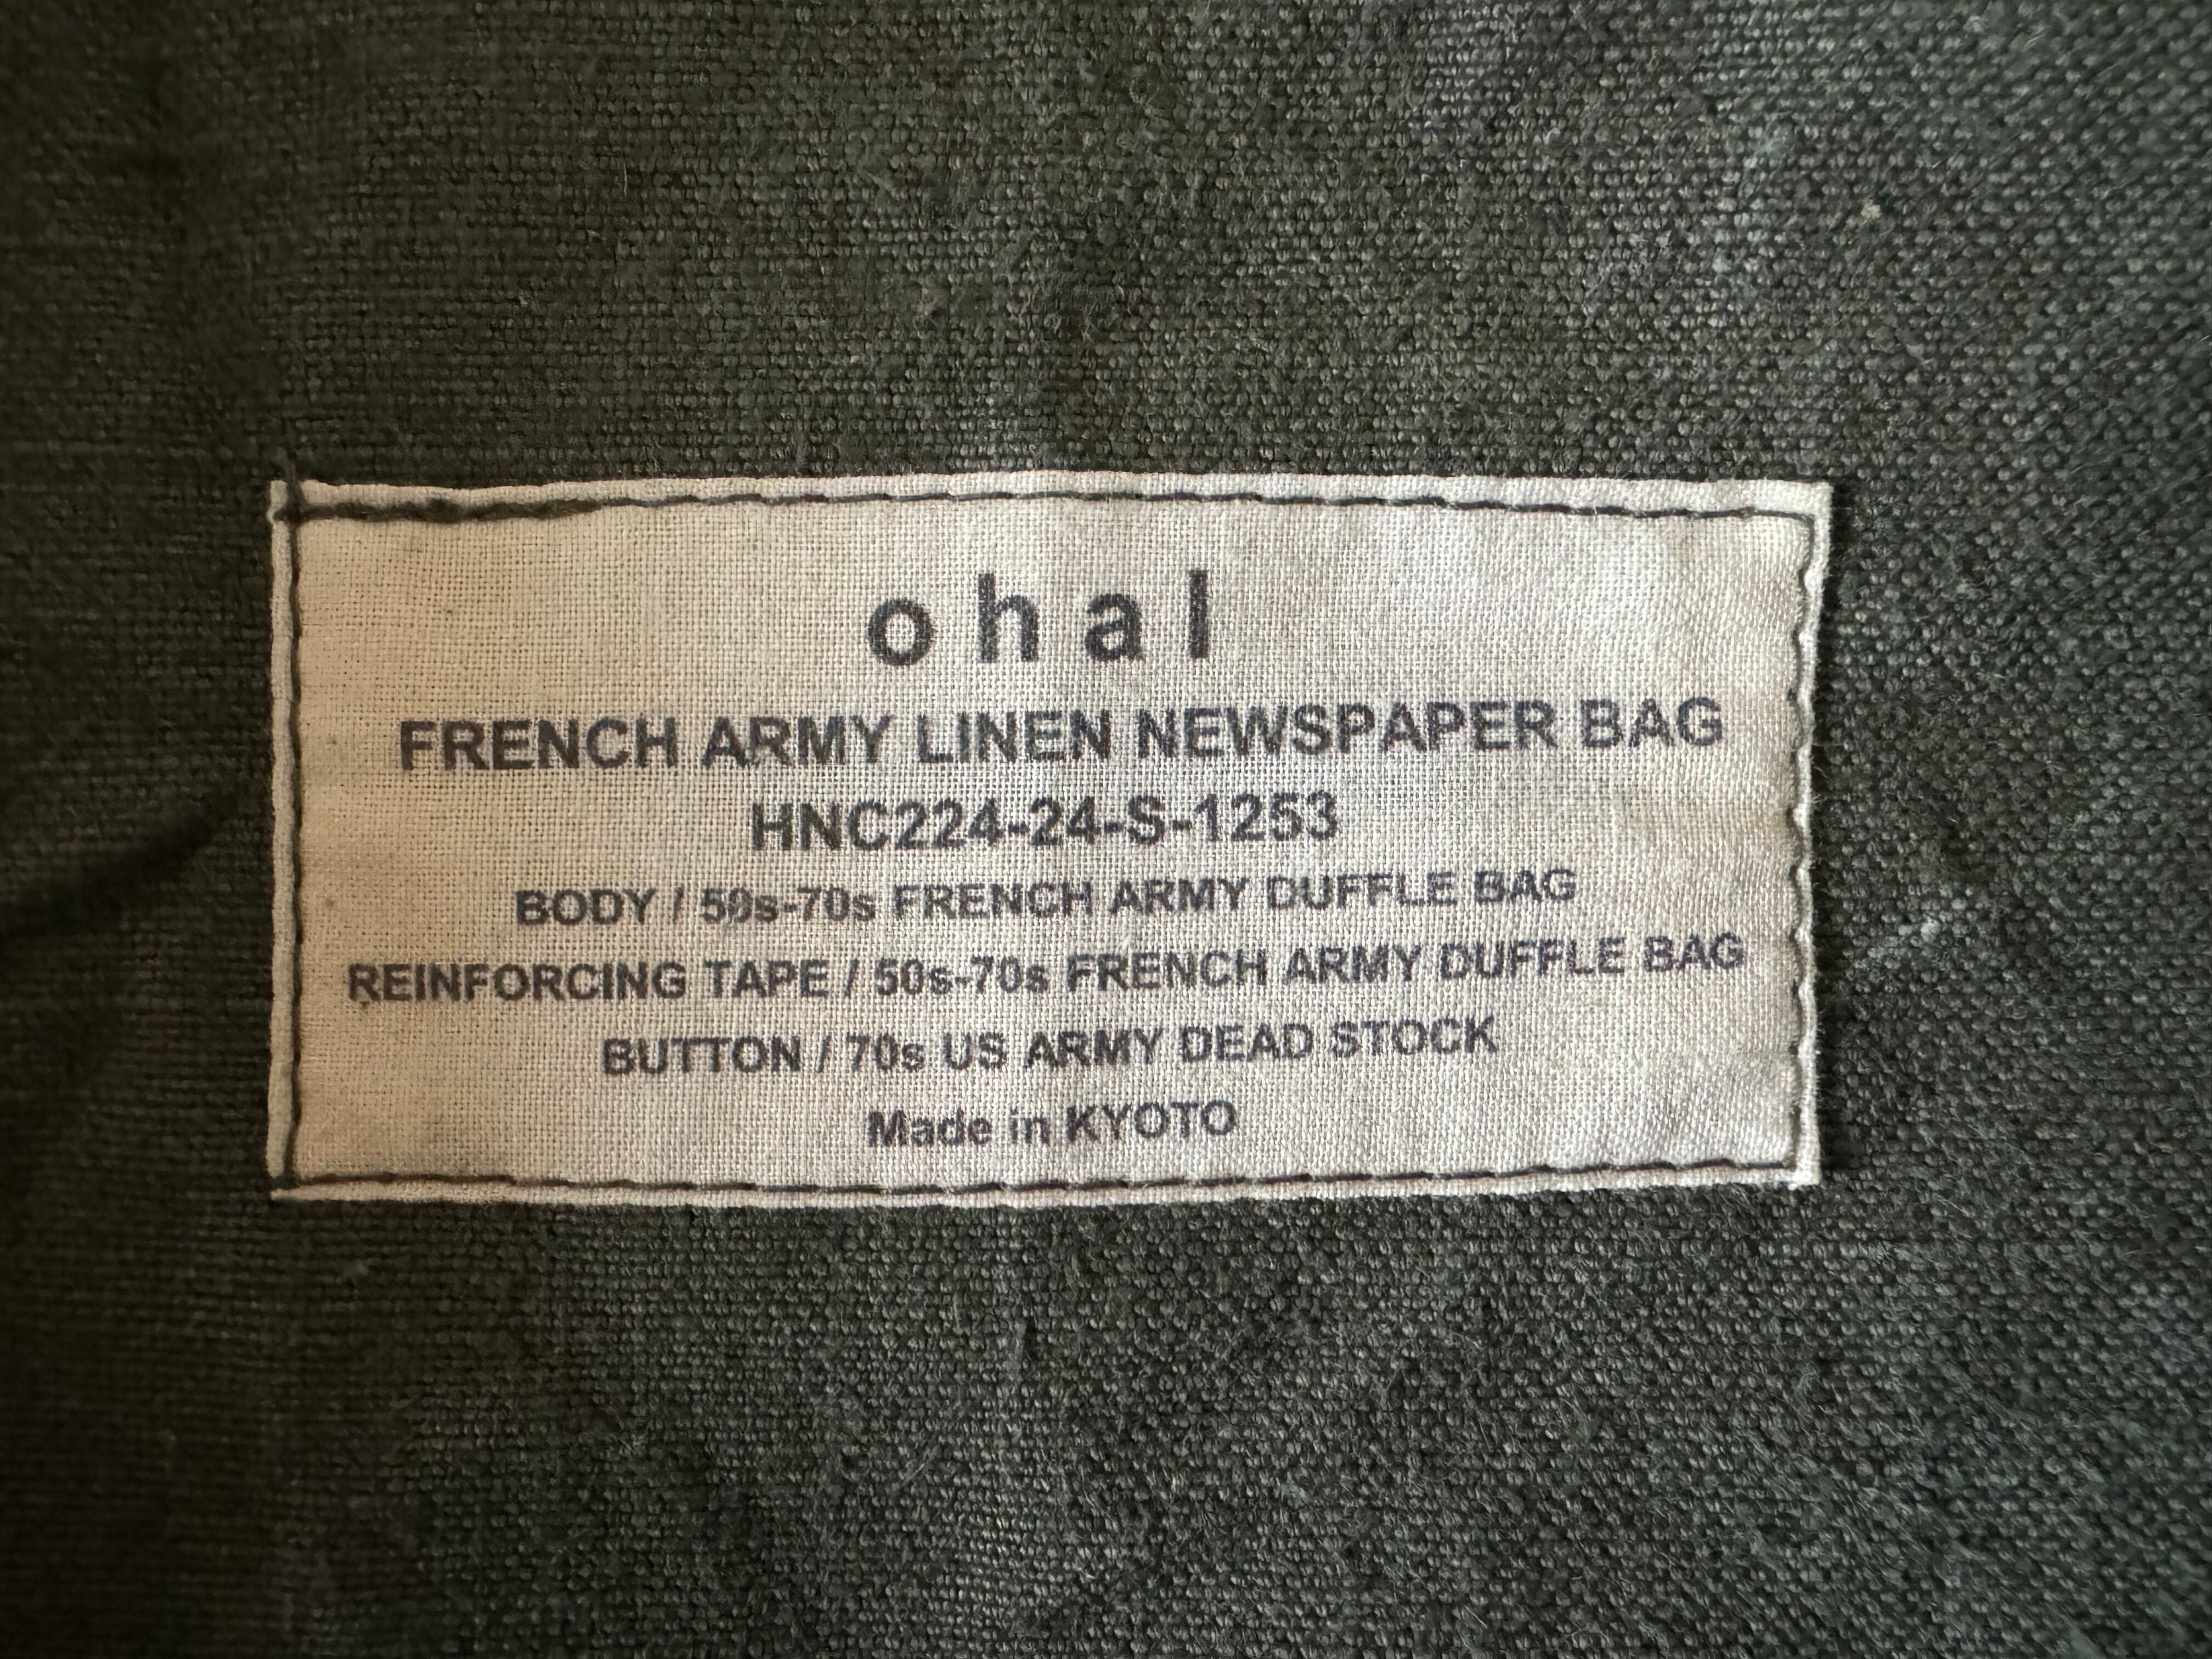 ohal
FRENCH ARMY LINEN NEWSPAPER BAG
HNC224-24-S-1253
BODY / 50s-70s FRENCH ARMY DUFFLE BAG
REINFORCING TAPE / 50s-70s FRENCH ARMY DUFFLE BAG
BUTTON / 70s US ARMY DEAD STOCK
Made in KYOTO